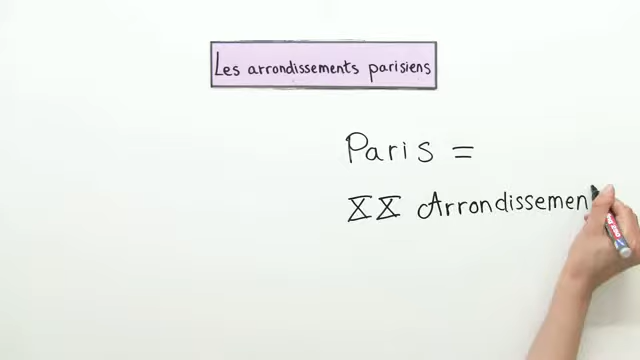 Les arrondissements parisiens
Paris =
XX Arrondissemen